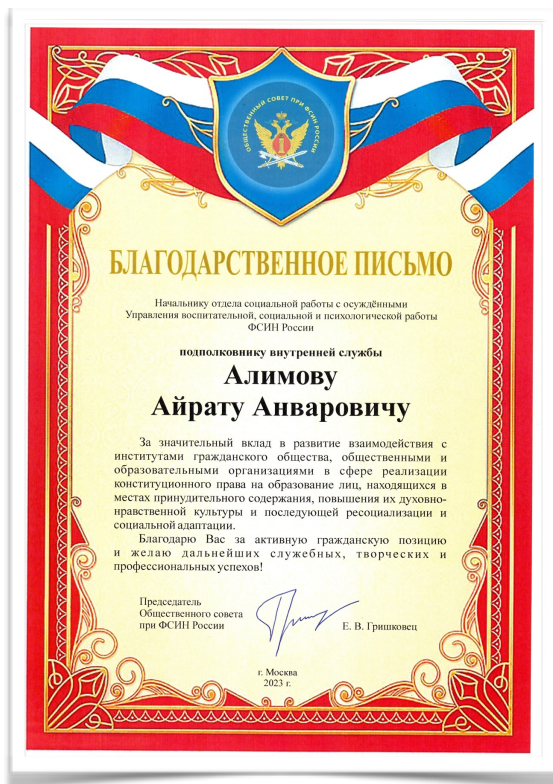 ОБЩЕСТВЕННЫЙ СОВЕТ ПРИ ФСИН РОССИИ
БЛАГОДАРСТВЕННОЕ ПИСЬМО
Начальнику отдела социальной работы с осуждёнными
Управления воспитательной, социальной и психологической работы
ФСИН России
подполковнику внутренней службы
Алимову
Айрату Анваровичу
За значительный вклад в развитие взаимодействия с
институтами гражданского общества, общественными и
образовательными организациями в сфере реализации
конституционного права на образование лиц, находящихся в
местах принудительного содержания, повышения их духовно-
нравственной культуры и последующей ресоциализации и
социальной адаптации.
Благодарю Вас за активную гражданскую позицию
и желаю дальнейших служебных, творческих и
профессиональных успехов!
Председатель
Общественного совета
при ФСИН России
Е. В. Гришковец
г. Москва
2023 г.